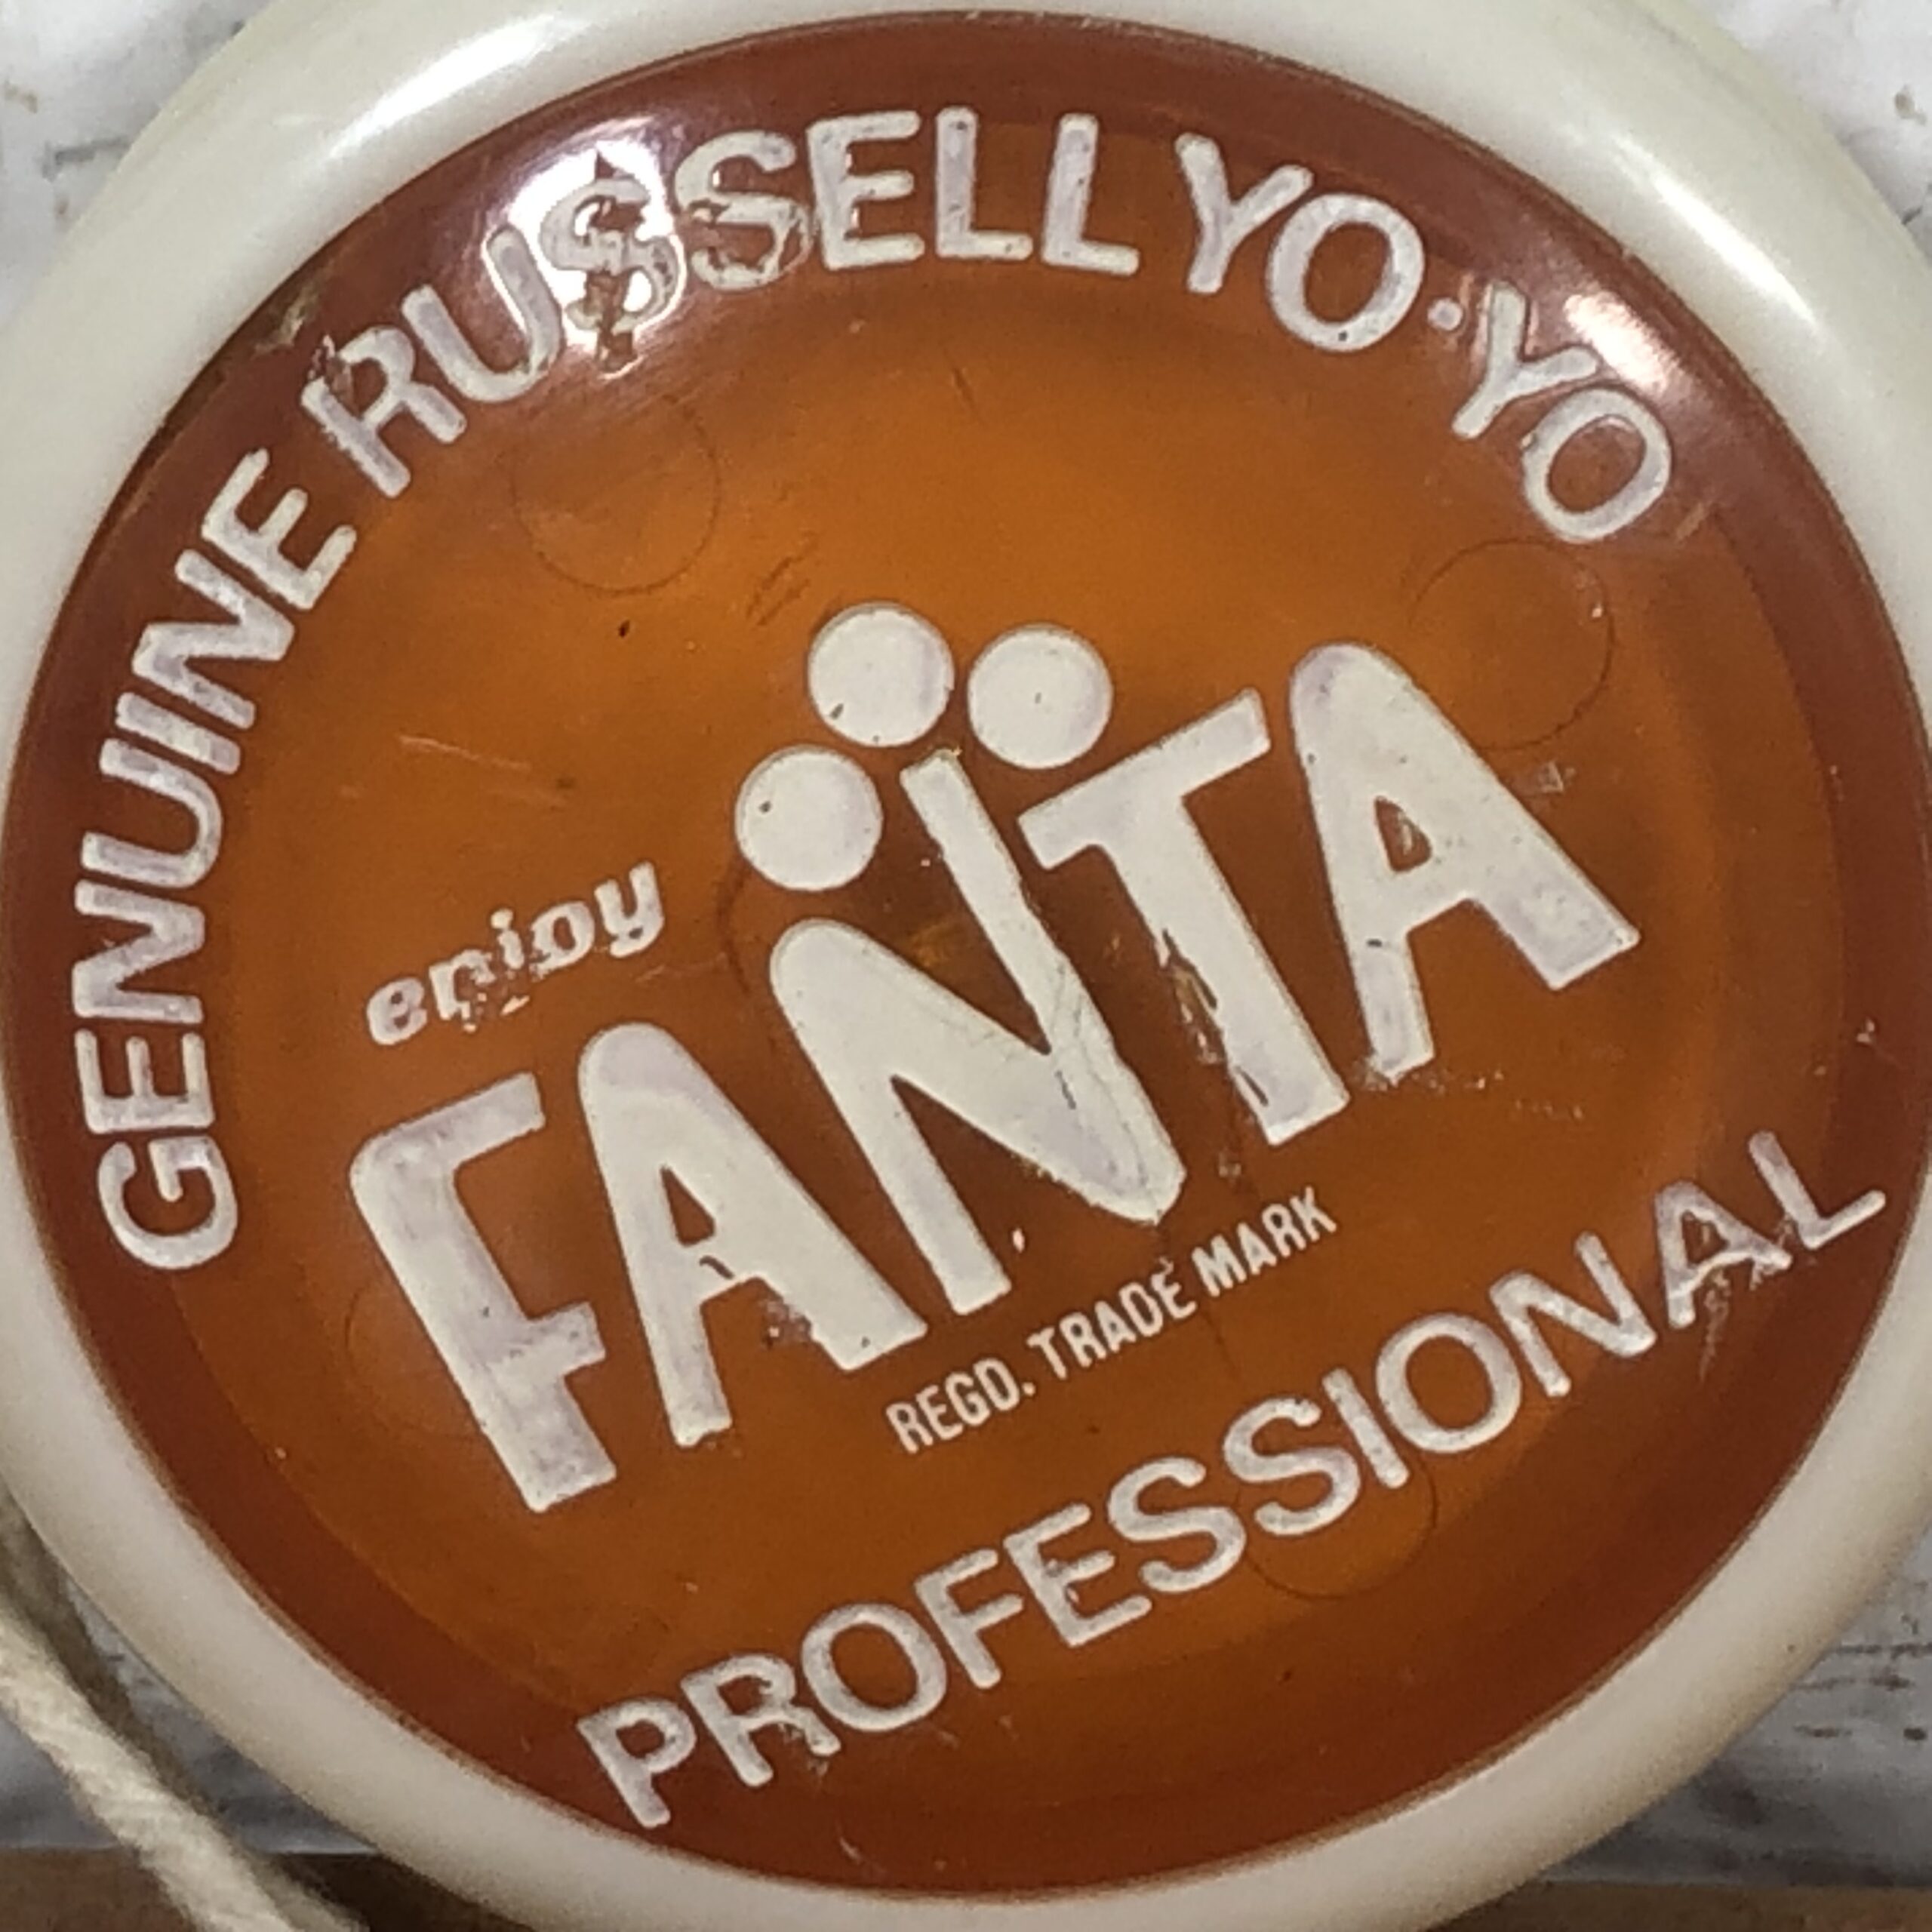 GENUINE RUSSELL YO·YO
enjoy
FANTA
REGD. TRADE MARK
PROFESSIONAL